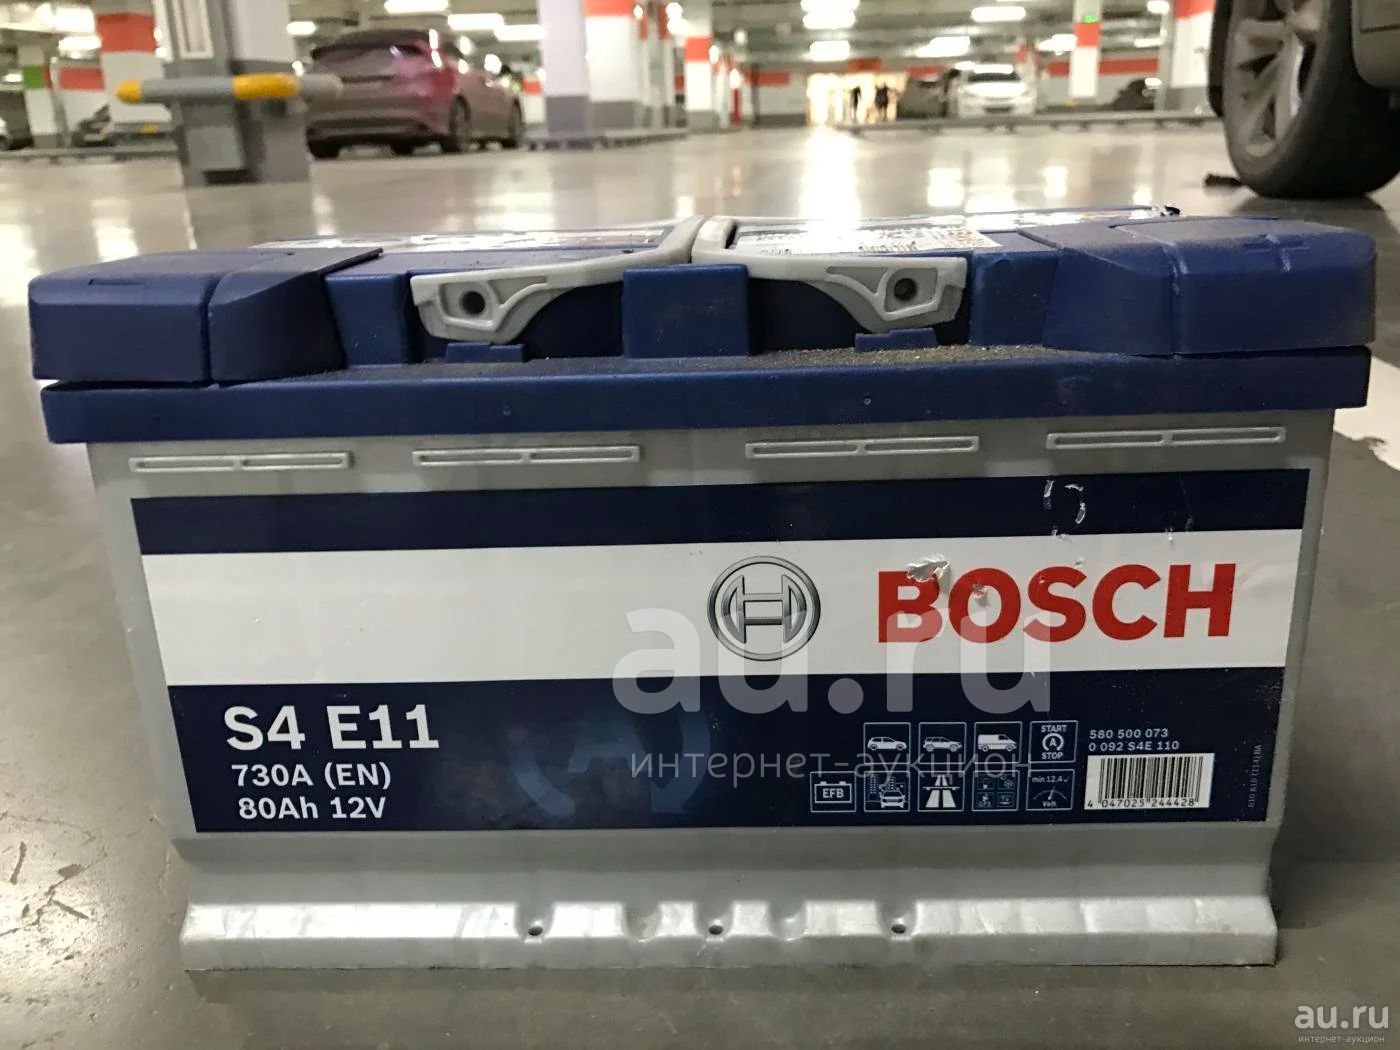 BOSCH
au.ru
интернет-аукцион
S4 E11
730A (EN)
80Ah 12V
START
A
STOP
580 500 073
0 092 S4E 110
EFB
min 12,4
Volt
4 047025 244428
au.ru
интернет-аукцион